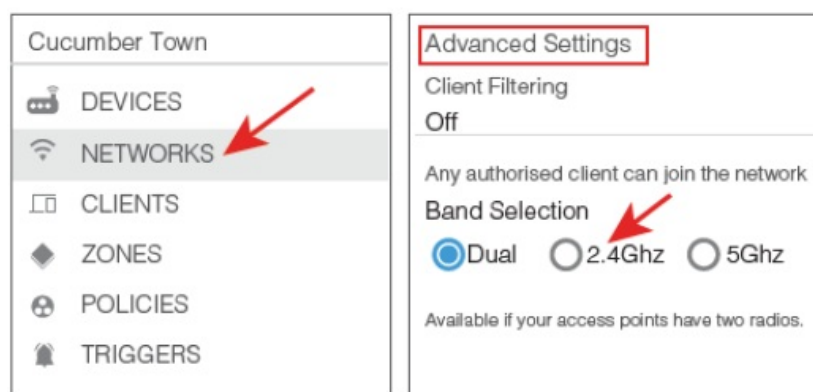 Cucumber Town
DEVICES
NETWORKS
CLIENTS
ZONES
POLICIES
TRIGGERS
Advanced Settings
Client Filtering
Off
Any authorised client can join the network
Band Selection
Dual 2.4Ghz 5Ghz
Available if your access points have two radios.